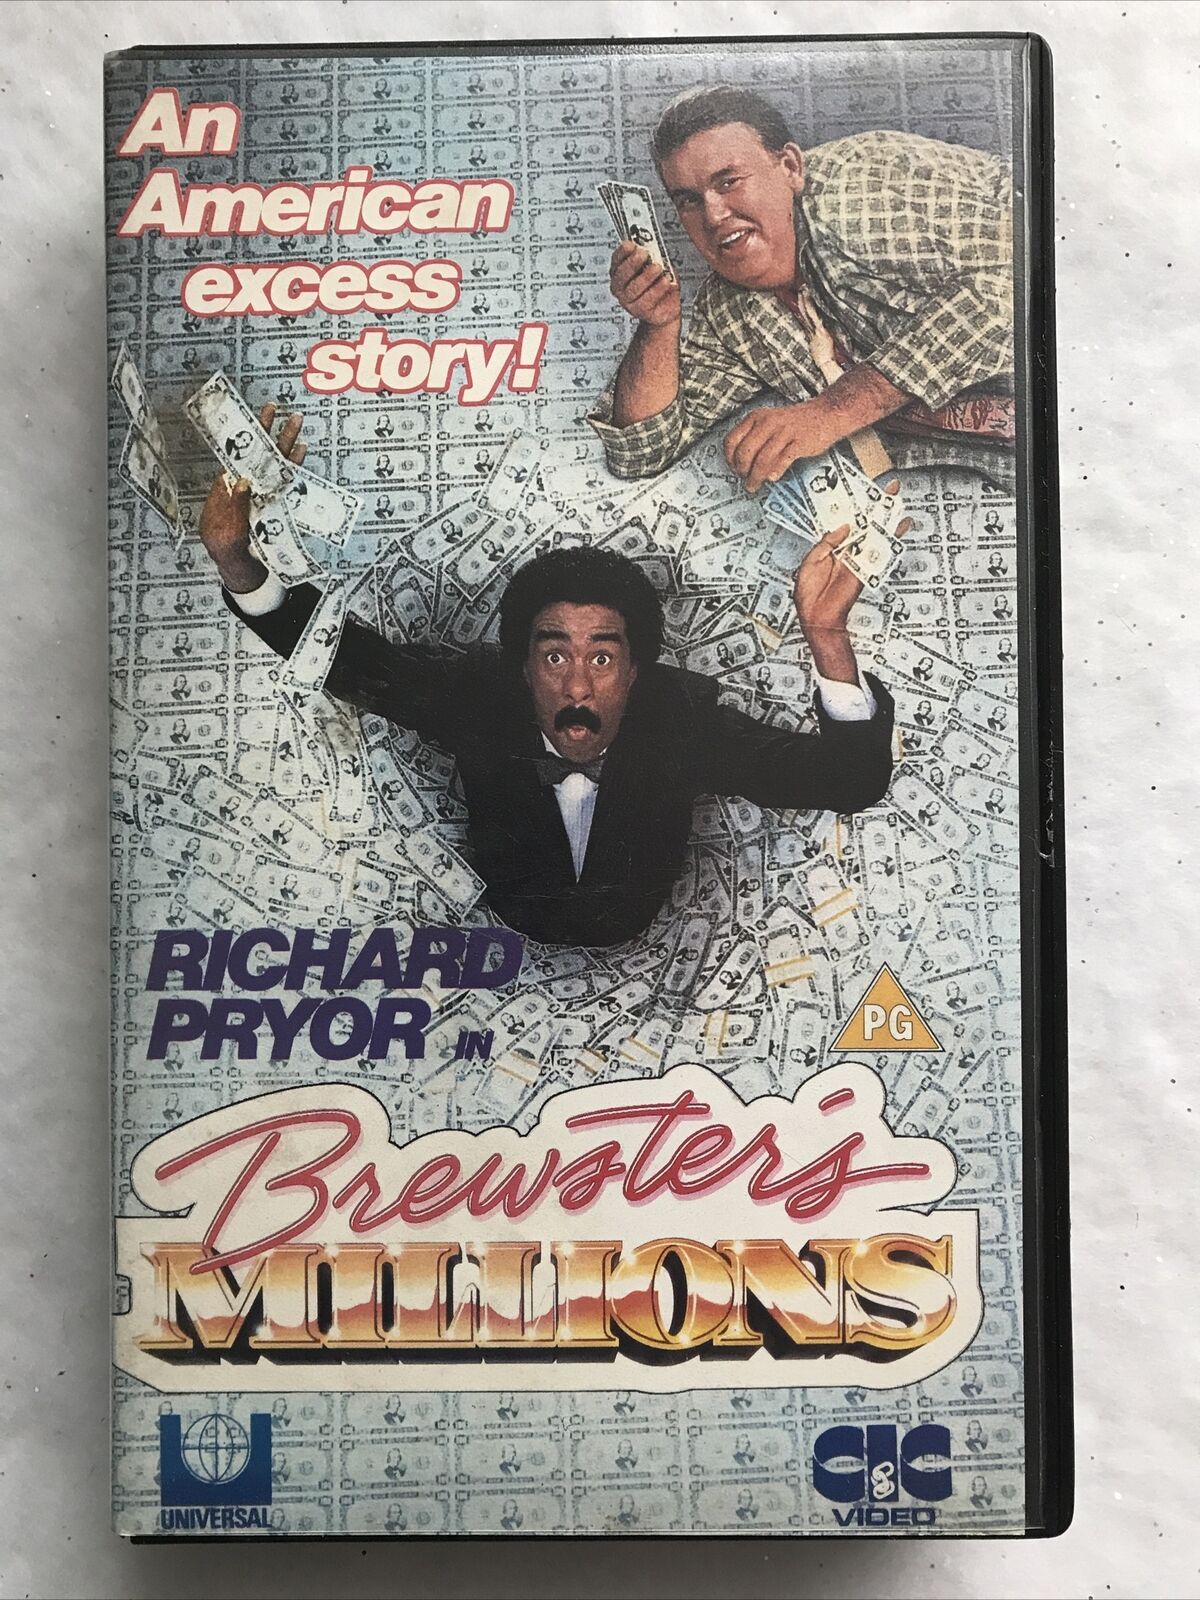 An
American
excess
story!
RICHARD
PRYOR IN
PG
Brewster's
MILLIONS
UNIVERSAL
CIC
VIDEO